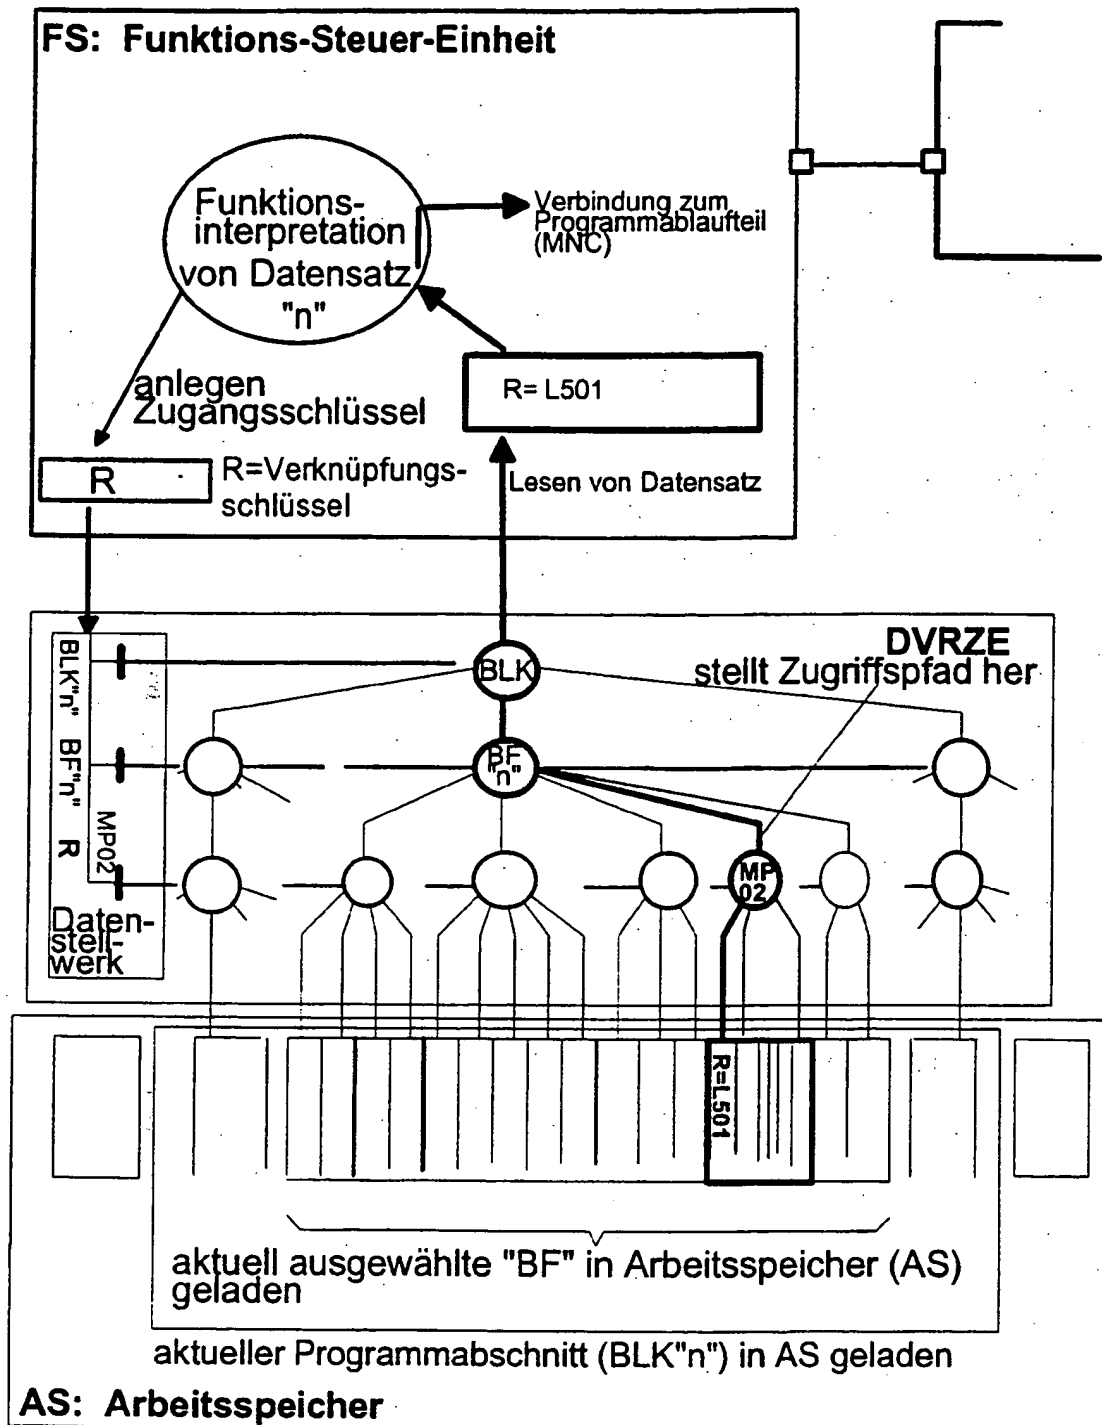 FS: Funktions-Steuer-Einheit
Funktions-
interpretation
von Datensatz
"n"
Verbindung zum
Programmablaufteil
(MNC)
anlegen
Zugangsschlüssel
R= L501
R
R=Verknüpfungs-
schlüssel
Lesen von Datensatz
DVRZE
stellt Zugriffspfad her
BLK"n" BF"n" R
MP02
Daten-
stell-
werk
BLK
BF
"n"
MP
02
R=L501
aktuell ausgewählte "BF" in Arbeitsspeicher (AS)
geladen
aktueller Programmabschnitt (BLK"n") in AS geladen
AS: Arbeitsspeicher